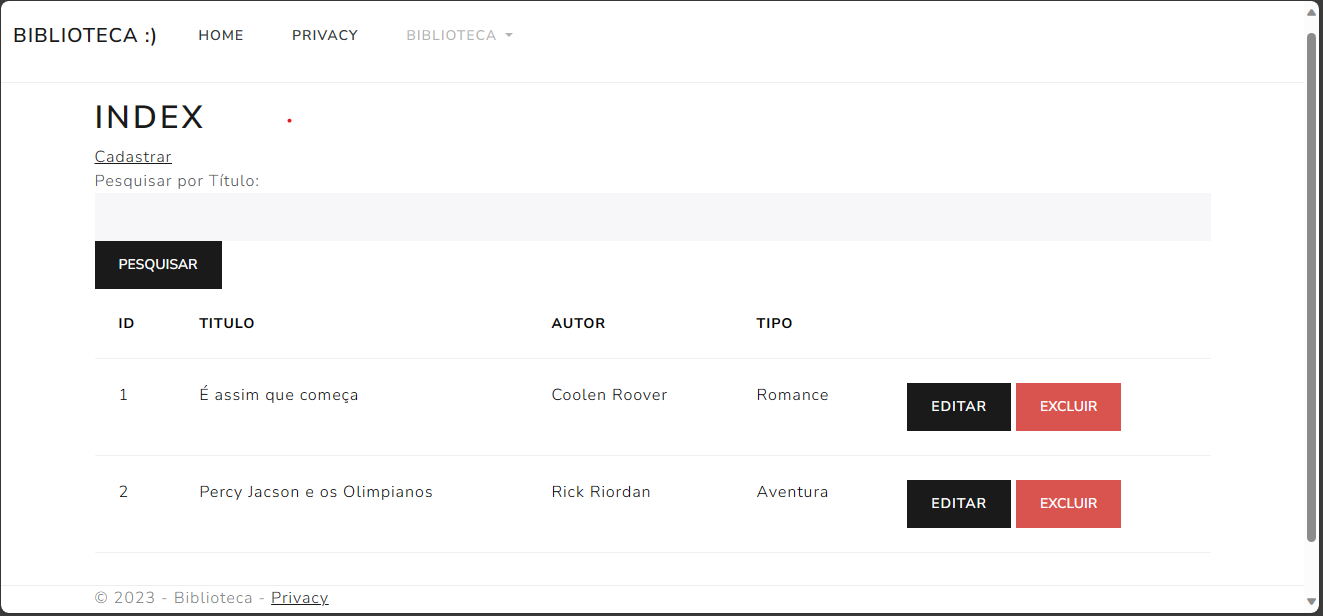 BIBLIOTECA :) HOME PRIVACY BIBLIOTECA
INDEX
Cadastrar
Pesquisar por Título:
PESQUISAR
ID TITULO AUTOR TIPO
1 É assim que começa Coolen Roover Romance EDITAR EXCLUIR
2 Percy Jacson e os Olimpianos Rick Riordan Aventura EDITAR EXCLUIR
© 2023 - Biblioteca - Privacy